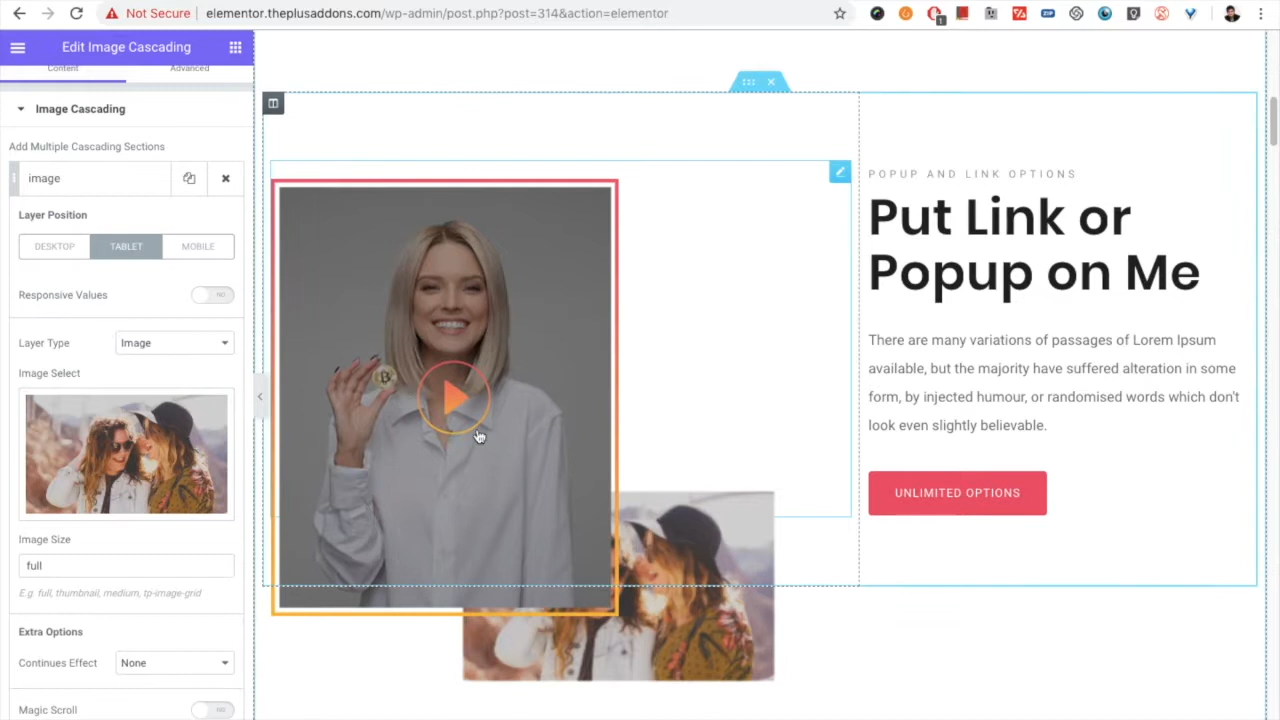 Not Secure
elementor.theplusaddons.com/wp-admin/post.php?post=314&action=elementor
ZIP
1
Edit Image Cascading
Content
Advanced
Image Cascading
Add Multiple Cascading Sections
image
Layer Position
DESKTOP
TABLET
MOBILE
Responsive Values
NO
Layer Type
Image
Image Select
Image Size
full
E.g. full, thumbnail, medium, tp-image-grid
Extra Options
Continues Effect
None
Magic Scroll
NO
POPUP AND LINK OPTIONS
Put Link or
Popup on Me
There are many variations of passages of Lorem Ipsum
available, but the majority have suffered alteration in some
form, by injected humour, or randomised words which don't
look even slightly believable.
UNLIMITED OPTIONS